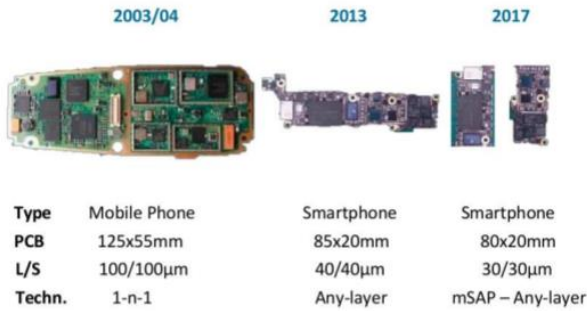 2003/04 2013 2017
Type Mobile Phone Smartphone Smartphone
PCB 125x55mm 85x20mm 80x20mm
L/S 100/100µm 40/40µm 30/30µm
Techn. 1-n-1 Any-layer mSAP – Any-layer